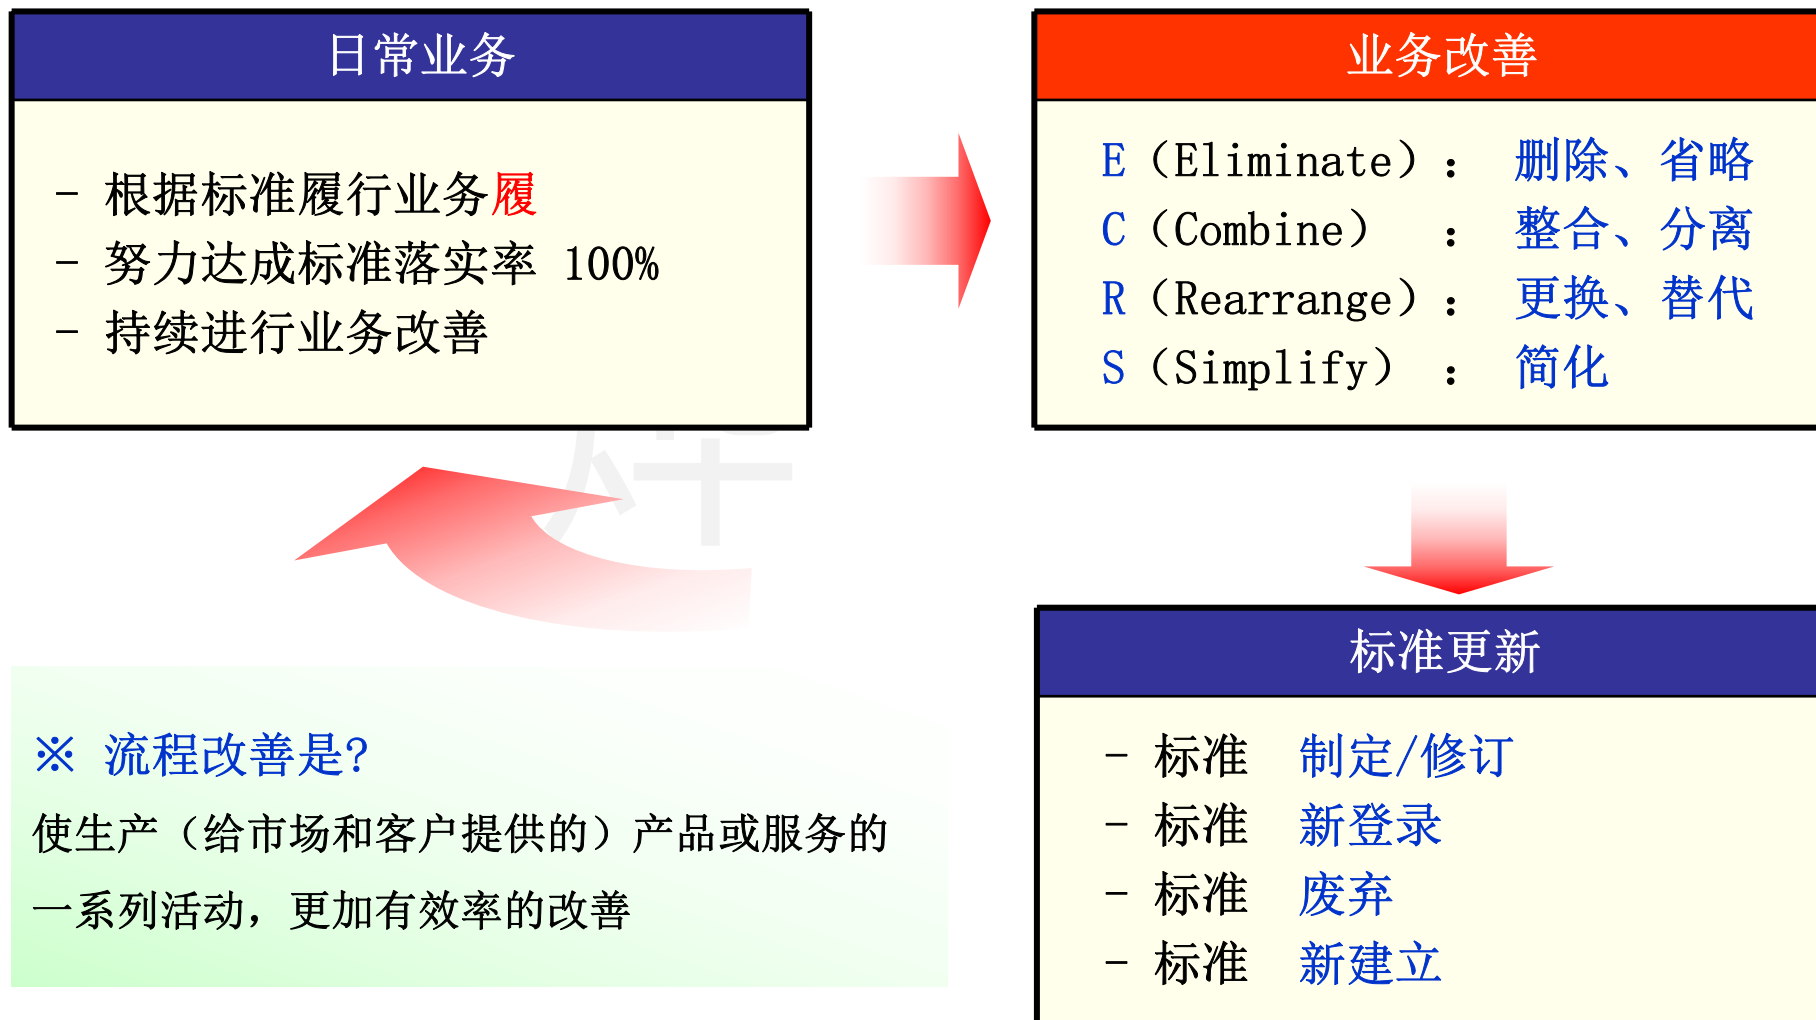 日常业务
- 根据标准履行业务履
- 努力达成标准落实率 100%
- 持续进行业务改善
业务改善
E（Eliminate）： 删除、省略
C（Combine） ： 整合、分离
R（Rearrange）： 更换、替代
S（Simplify） ： 简化
标准更新
- 标准 制定/修订
- 标准 新登录
- 标准 废弃
- 标准 新建立
※ 流程改善是?
使生产（给市场和客户提供的）产品或服务的
一系列活动，更加有效率的改善